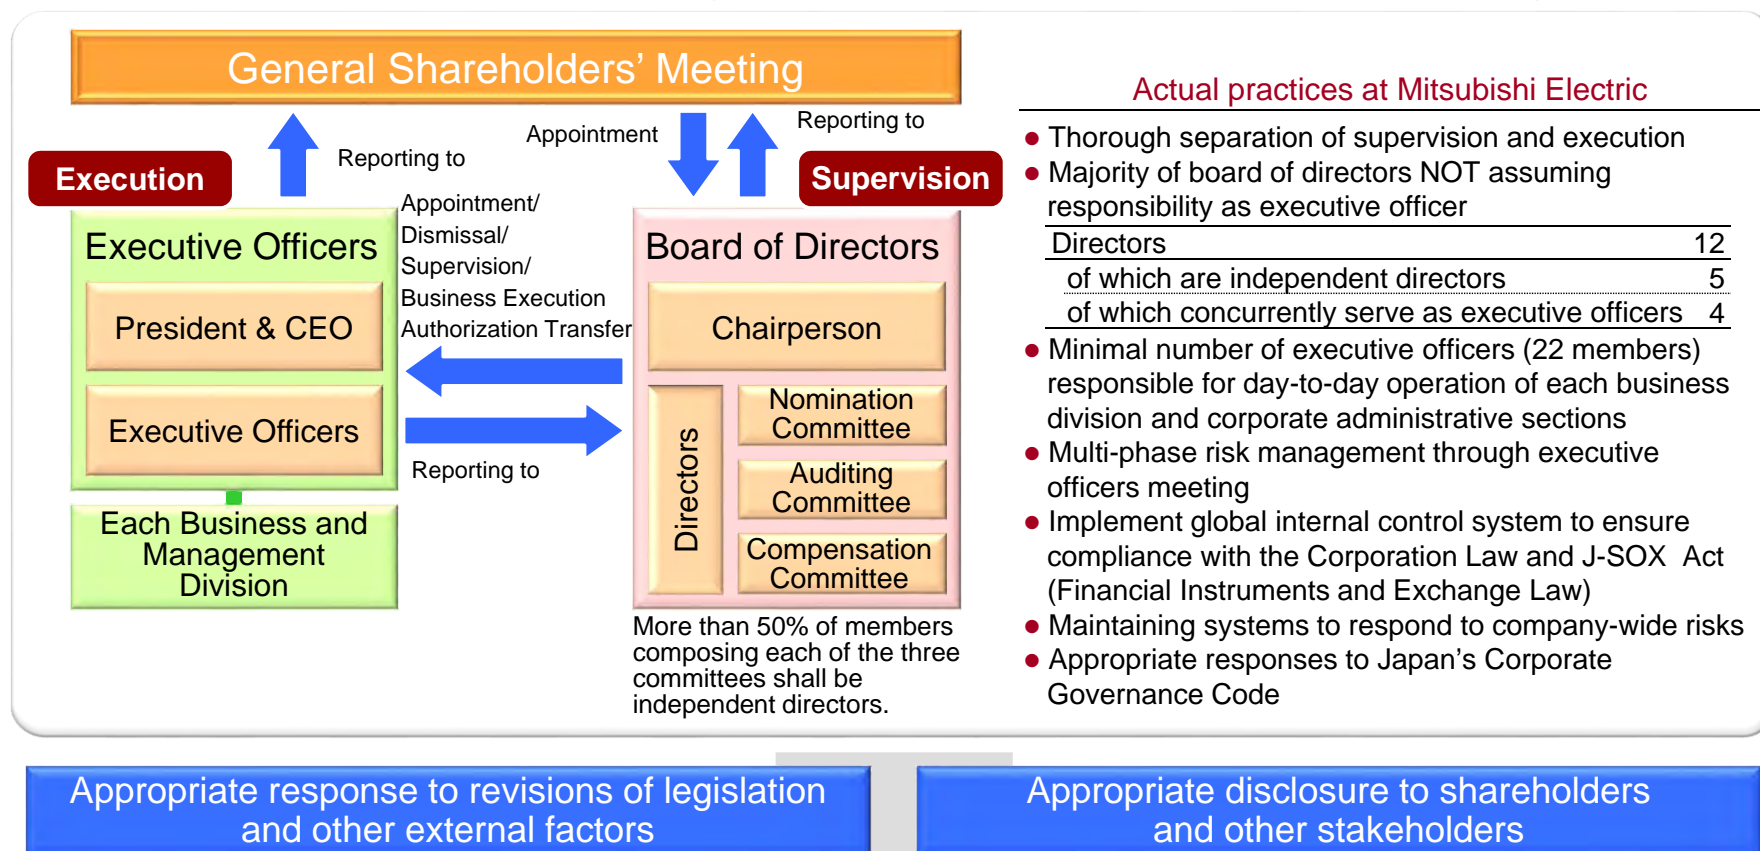 General Shareholders' Meeting
Reporting to
Appointment
Reporting to
Execution
Supervision
Appointment/
Dismissal/
Supervision/
Business Execution
Authorization Transfer
Executive Officers
President & CEO
Executive Officers
Reporting to
Each Business and
Management
Division
Board of Directors
Chairperson
Directors
Nomination
Committee
Auditing
Committee
Compensation
Committee
More than 50% of members
composing each of the three
committees shall be
independent directors.
Actual practices at Mitsubishi Electric
● Thorough separation of supervision and execution
● Majority of board of directors NOT assuming
responsibility as executive officer
Directors 12
of which are independent directors 5
of which concurrently serve as executive officers 4
● Minimal number of executive officers (22 members)
responsible for day-to-day operation of each business
division and corporate administrative sections
● Multi-phase risk management through executive
officers meeting
● Implement global internal control system to ensure
compliance with the Corporation Law and J-SOX Act
(Financial Instruments and Exchange Law)
● Maintaining systems to respond to company-wide risks
● Appropriate responses to Japan's Corporate
Governance Code
Appropriate response to revisions of legislation
and other external factors
Appropriate disclosure to shareholders
and other stakeholders